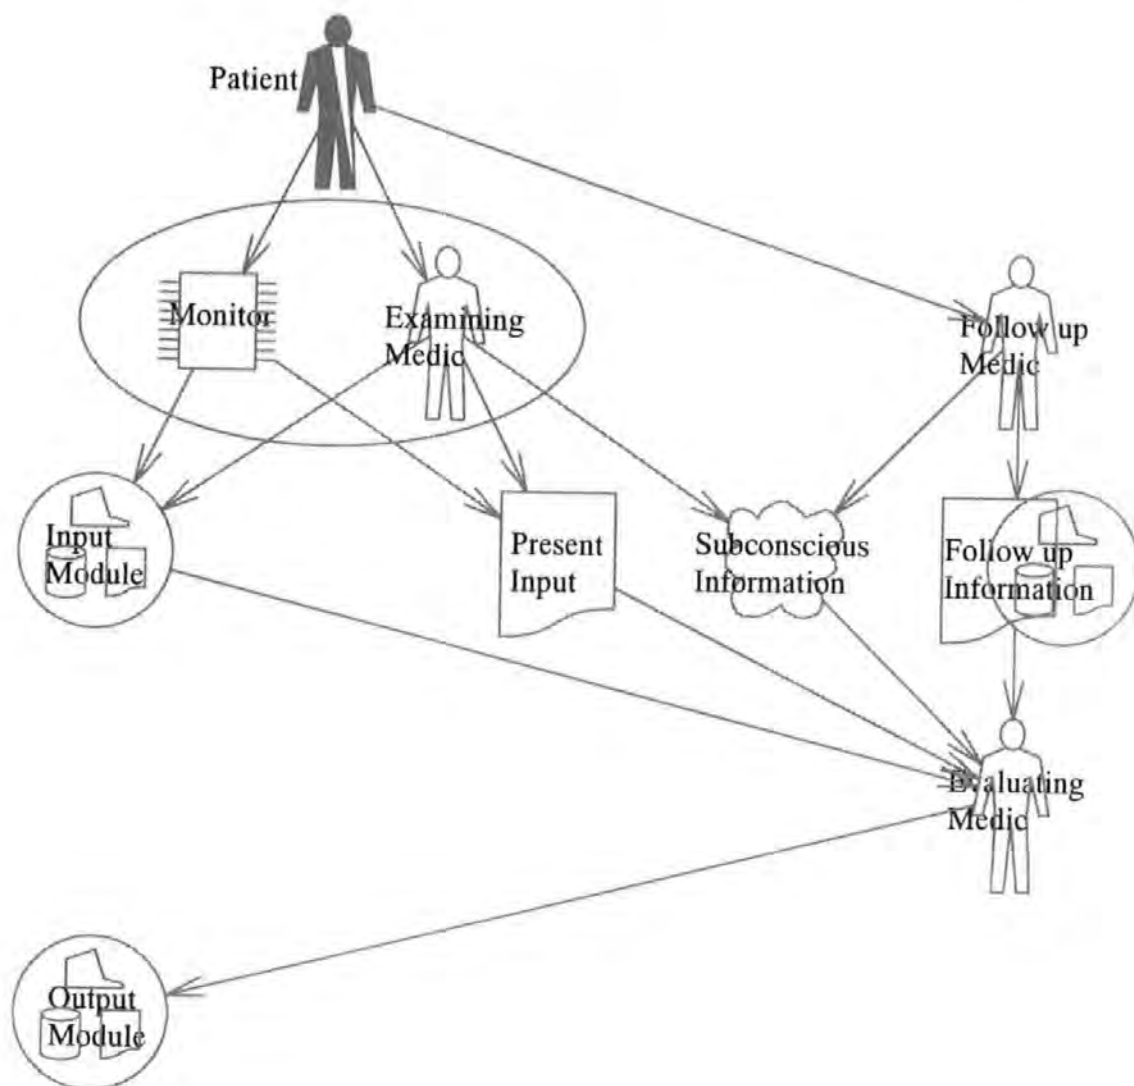 Patient
Monitor
Examining
Medic
Follow up
Medic
Input
Module
Present
Input
Subconscious
Information
Follow up
Information
Evaluating
Medic
Output
Module